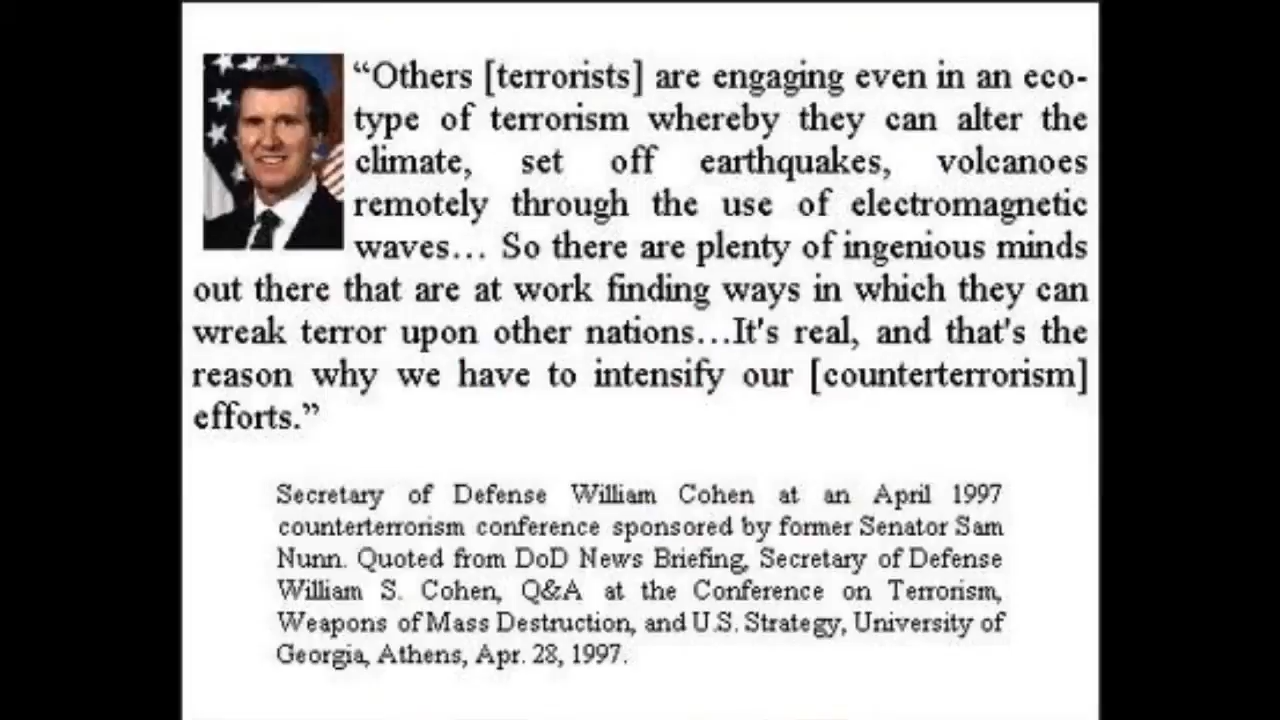 “Others [terrorists] are engaging even in an eco-
type of terrorism whereby they can alter the
climate, set off earthquakes, volcanoes
remotely through the use of electromagnetic
waves… So there are plenty of ingenious minds
out there that are at work finding ways in which they can
wreak terror upon other nations…It's real, and that's the
reason why we have to intensify our [counterterrorism]
efforts.”
Secretary of Defense William Cohen at an April 1997
counterterrorism conference sponsored by former Senator Sam
Nunn. Quoted from DoD News Briefing, Secretary of Defense
William S. Cohen, Q&A at the Conference on Terrorism,
Weapons of Mass Destruction, and U.S. Strategy, University of
Georgia, Athens, Apr. 28, 1997.